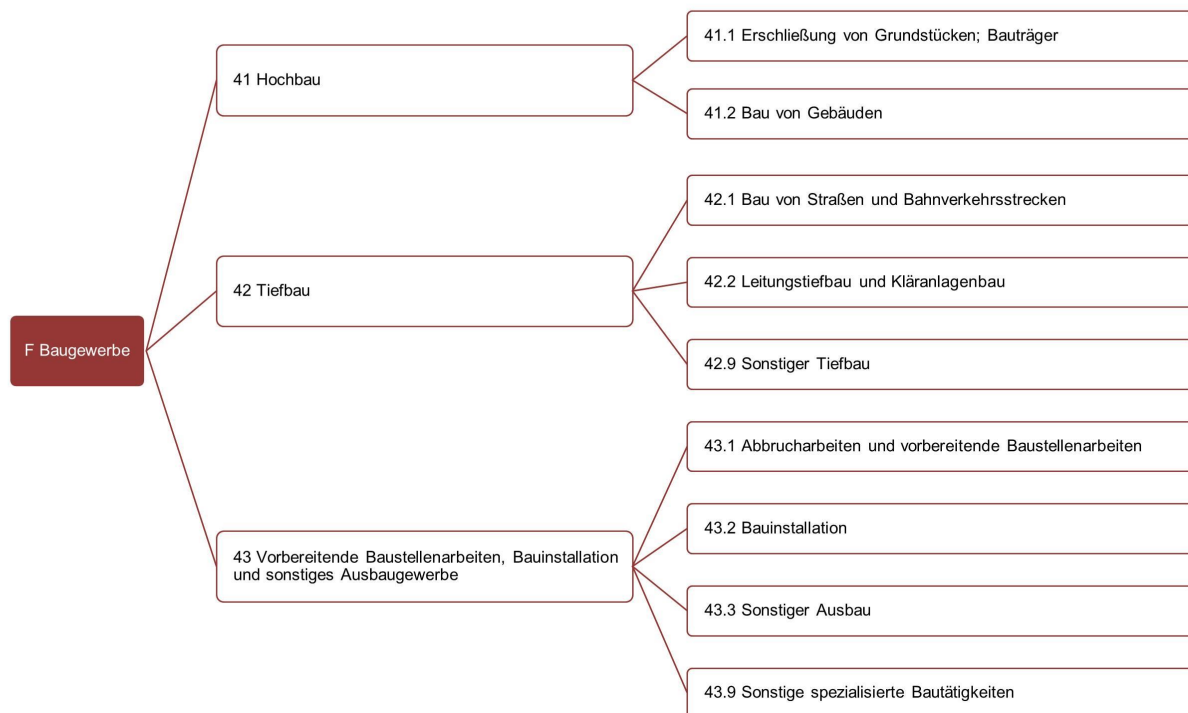 F Baugewerbe
41 Hochbau
41.1 Erschließung von Grundstücken; Bauträger
41.2 Bau von Gebäuden
42 Tiefbau
42.1 Bau von Straßen und Bahnverkehrsstrecken
42.2 Leitungstiefbau und Kläranlagenbau
42.9 Sonstiger Tiefbau
43 Vorbereitende Baustellenarbeiten, Bauinstallation
und sonstiges Ausbaugewerbe
43.1 Abbrucharbeiten und vorbereitende Baustellenarbeiten
43.2 Bauinstallation
43.3 Sonstiger Ausbau
43.9 Sonstige spezialisierte Bautätigkeiten